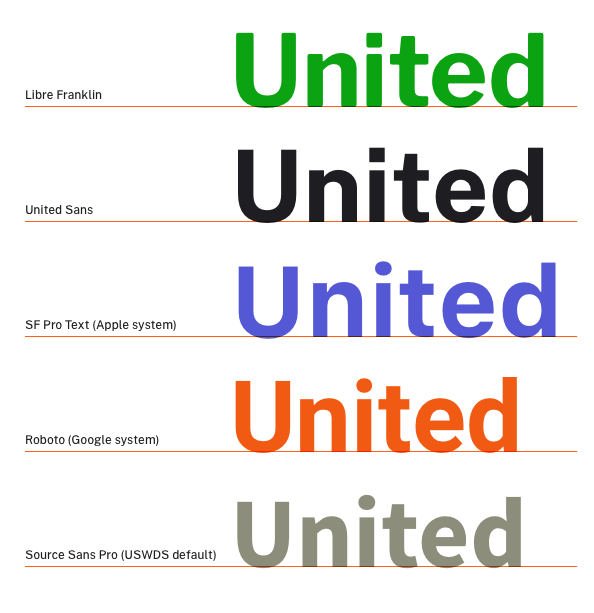 Libre Franklin United
United Sans United
SF Pro Text (Apple system) United
Roboto (Google system) United
Source Sans Pro (USWDS default) United